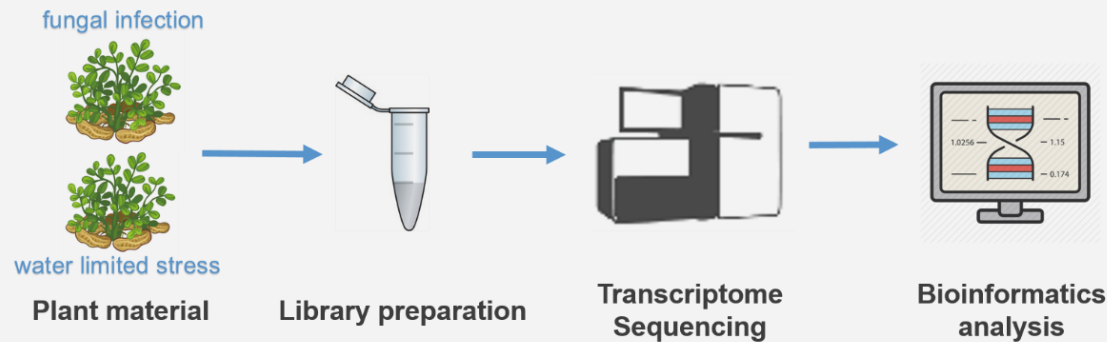 fungal infection
water limited stress
Plant material
Library preparation
Transcriptome
Sequencing
1.0256
1.15
0.174
Bioinformatics
analysis